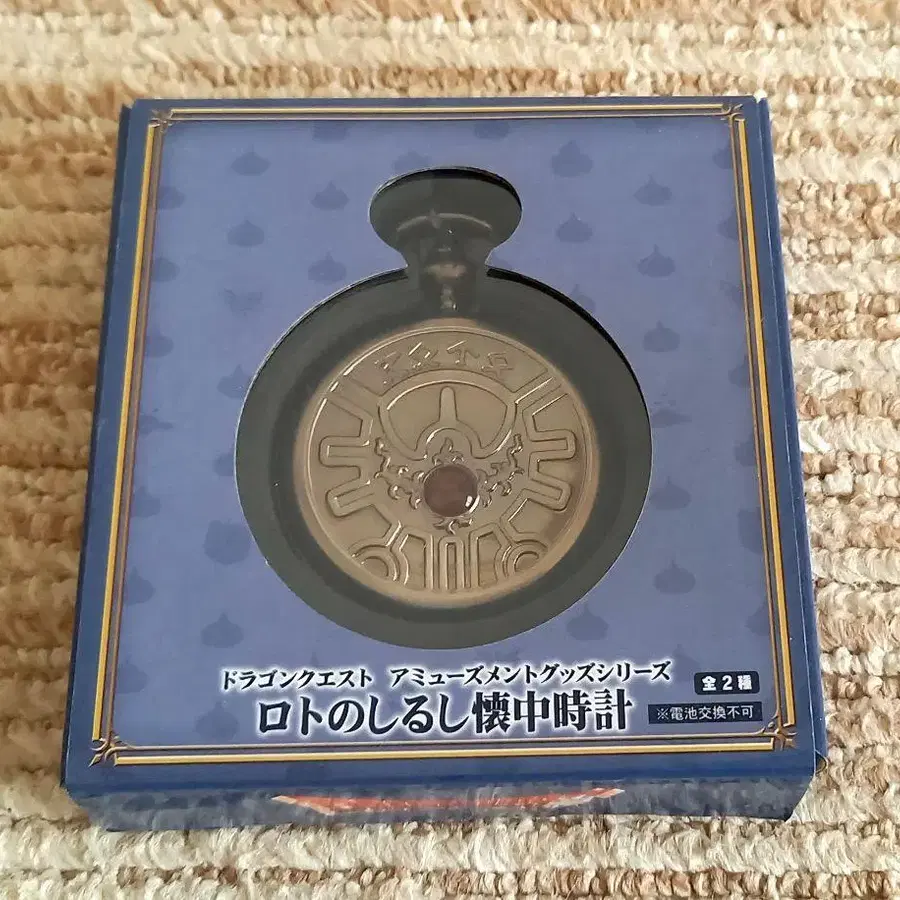 ドラゴンクエスト アミューズメントグッズシリーズ
全2種
ロトのしるし懐中時計
※電池交換不可